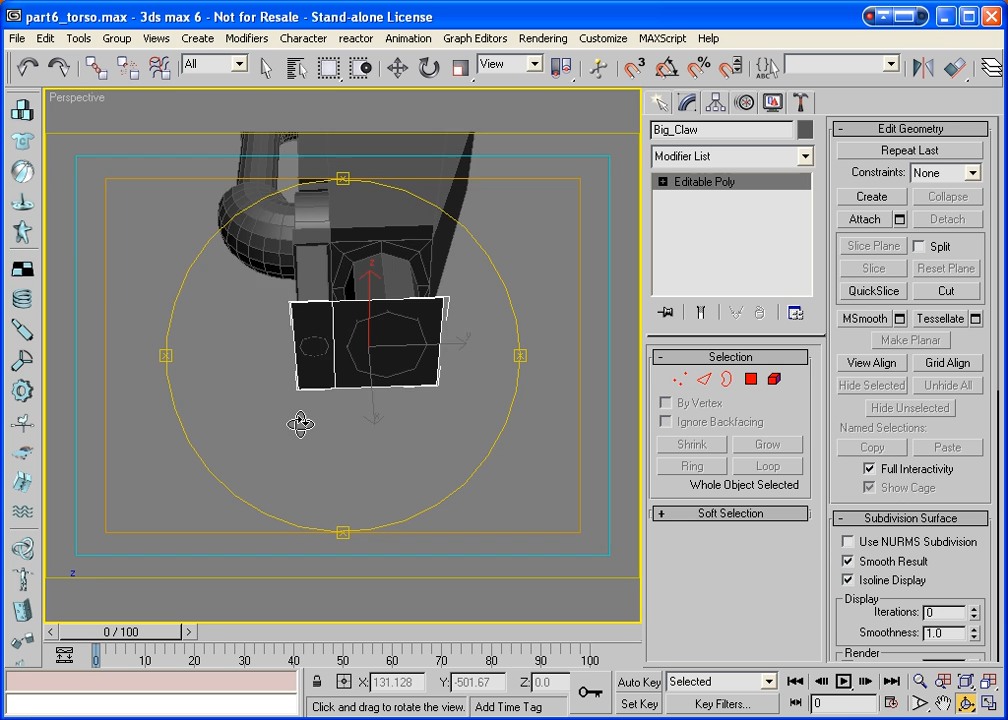 part6_torso.max - 3ds max 6 - Not for Resale - Stand-alone License
File Edit Tools Group Views Create Modifiers Character reactor Animation Graph Editors Rendering Customize MAXScript Help
All View
Perspective
z
y
z
Big_Claw
Modifier List
Editable Poly
Selection
By Vertex
Ignore Backfacing
Shrink Grow
Ring Loop
Whole Object Selected
Soft Selection
Edit Geometry
Repeat Last
Constraints: None
Create Collapse
Attach Detach
Slice Plane Split
Slice Reset Plane
QuickSlice Cut
MSmooth Tessellate
Make Planar
View Align Grid Align
Hide Selected Unhide All
Hide Unselected
Named Selections:
Copy Paste
Full Interactivity
Show Cage
Subdivision Surface
Use NURMS Subdivision
Smooth Result
Isoline Display
Display
Iterations: 0
Smoothness: 1.0
Render
0 / 100
0 10 20 30 40 50 60 70 80 90 100
X: 131.128 Y: -501.67 Z: 0.0
Auto Key Selected
Click and drag to rotate the view. Add Time Tag
Set Key Key Filters... 0